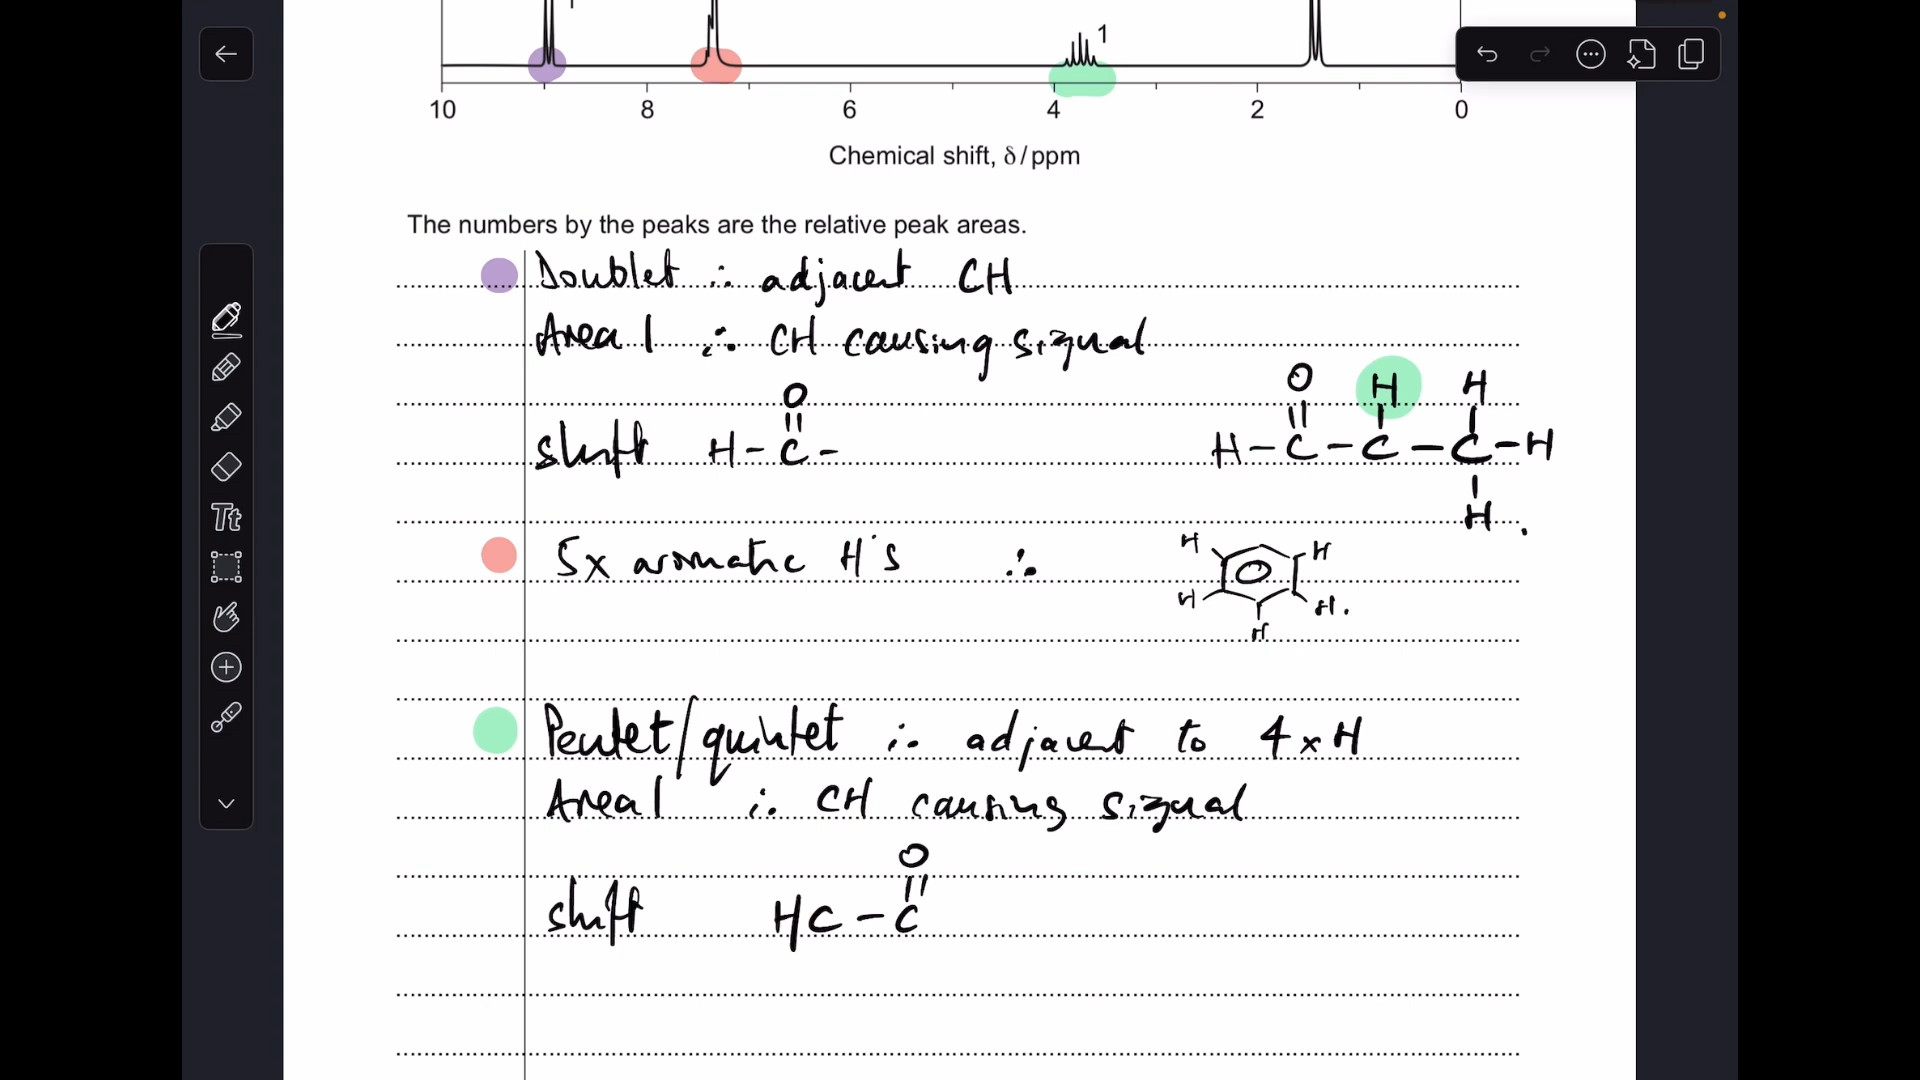 1
10 8 6 4 2 0
Chemical shift, δ/ppm
The numbers by the peaks are the relative peak areas.
Doublet ∴ adjacent CH
Area 1 ∴ CH causing signal
O H H
O
shift H-C- H-C-C-C-H
H
5x aromatic H's ∴
H H
H H.
H
Pentet/quintet ∴ adjacent to 4xH
Area 1 ∴ CH causing signal
O
shift HC-C
Tt